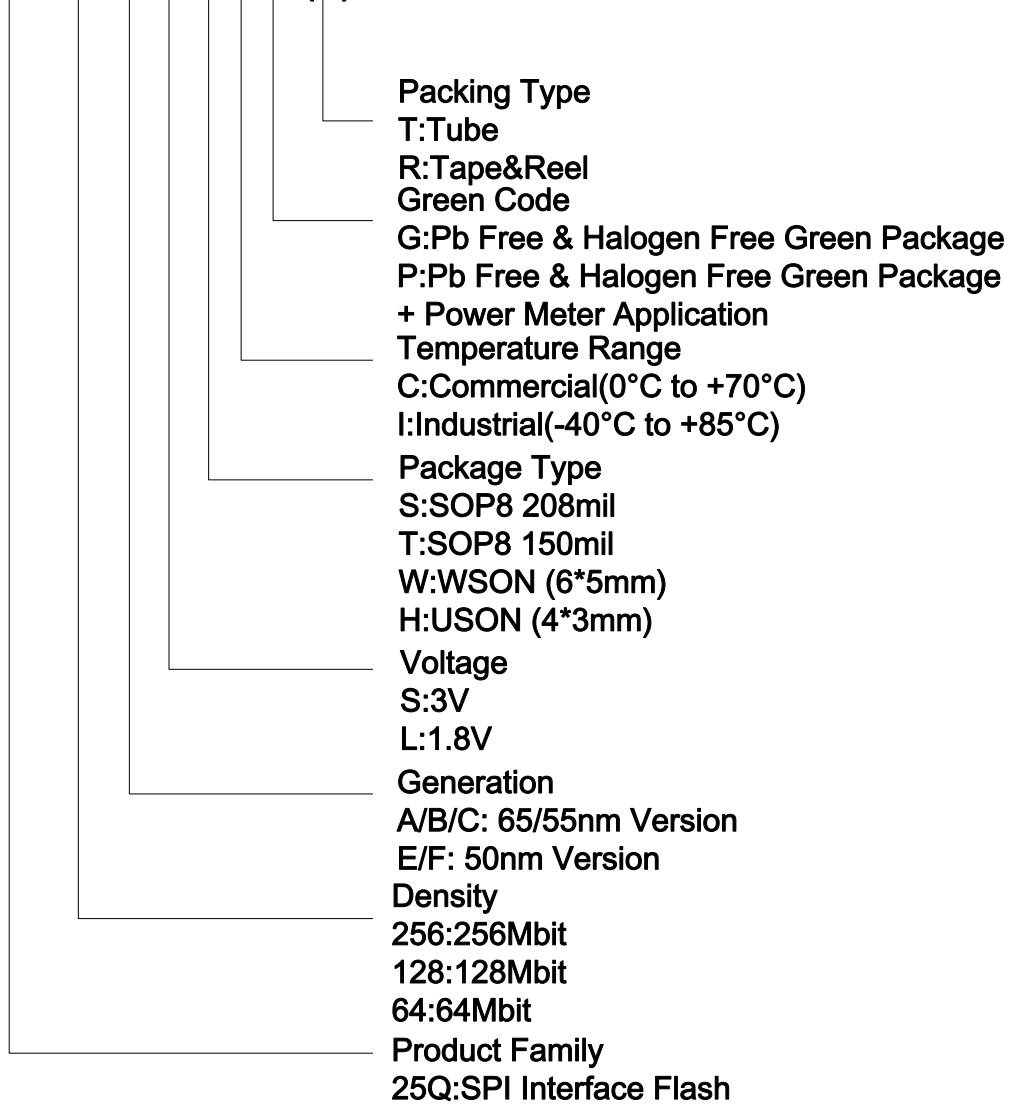 Packing Type
T:Tube
R:Tape&Reel
Green Code
G:Pb Free & Halogen Free Green Package
P:Pb Free & Halogen Free Green Package
+ Power Meter Application
Temperature Range
C:Commercial(0°C to +70°C)
I:Industrial(-40°C to +85°C)
Package Type
S:SOP8 208mil
T:SOP8 150mil
W:WSON (6*5mm)
H:USON (4*3mm)
Voltage
S:3V
L:1.8V
Generation
A/B/C: 65/55nm Version
E/F: 50nm Version
Density
256:256Mbit
128:128Mbit
64:64Mbit
Product Family
25Q:SPI Interface Flash